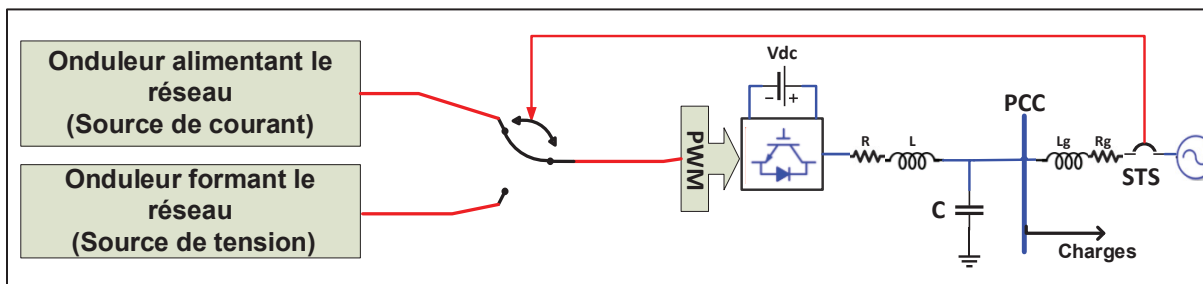 Onduleur alimentant le
réseau
(Source de courant)
Onduleur formant le
réseau
(Source de tension)
PWM
Vdc
− +
R
L
C
PCC
Lg
Rg
STS
Charges